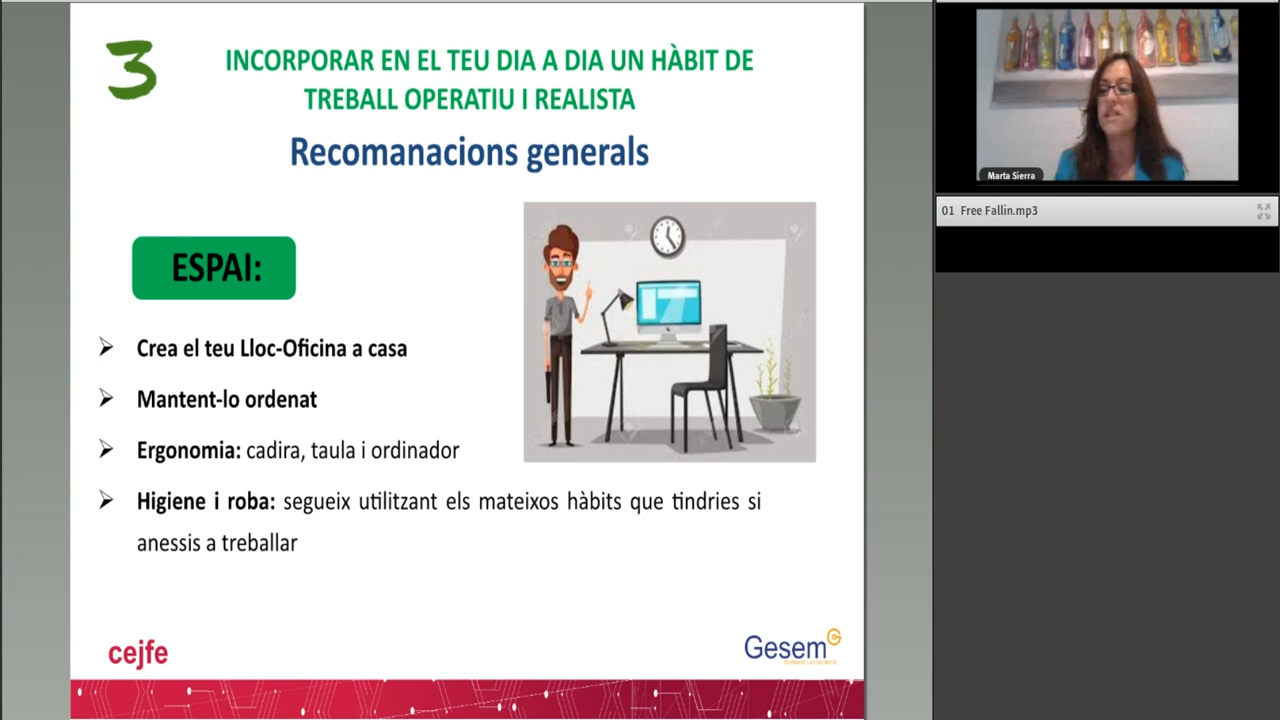 3
INCORPORAR EN EL TEU DIA A DIA UN HÀBIT DE
TREBALL OPERATIU I REALISTA
Recomanacions generals
ESPAI:
Crea el teu Lloc-Oficina a casa
Mantent-lo ordenat
Ergonomia: cadira, taula i ordinador
Higiene i roba: segueix utilitzant els mateixos hàbits que tindries si
anessis a treballar
cejfe
Gesem
Marta Sierra
01 Free Fallin.mp3